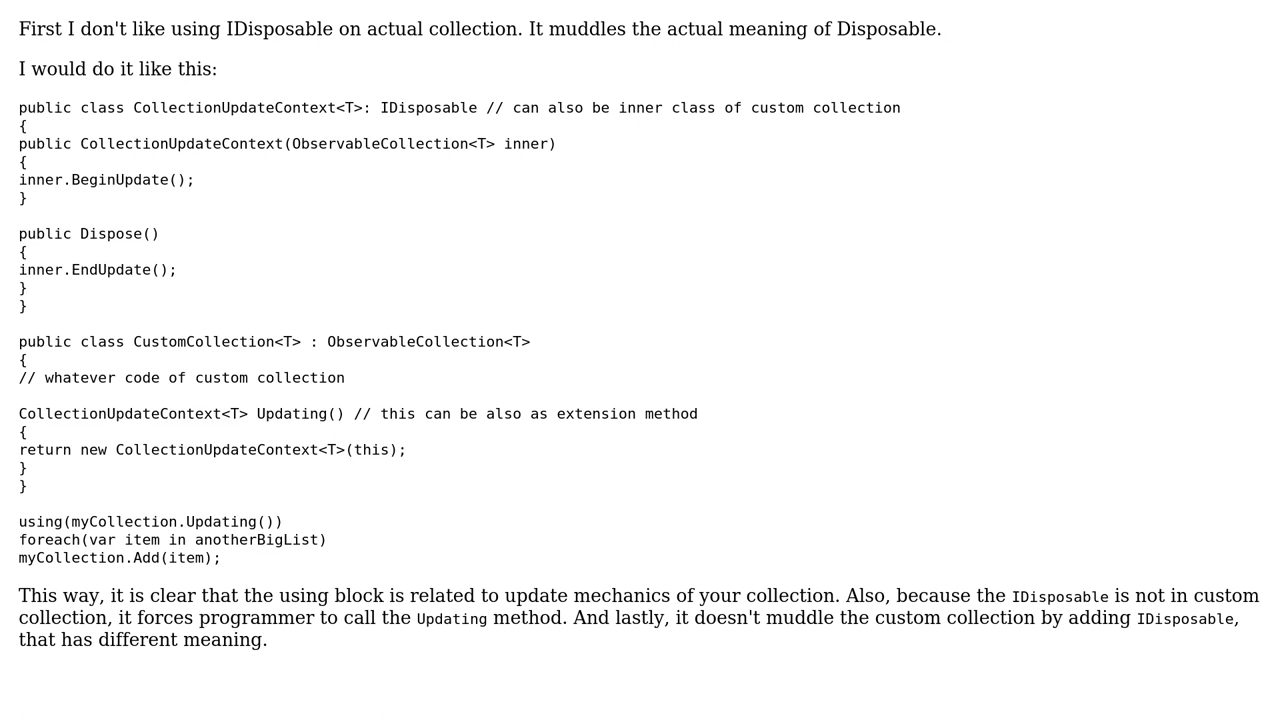 First I don't like using IDisposable on actual collection. It muddles the actual meaning of Disposable.
I would do it like this:
public class CollectionUpdateContext<T>: IDisposable // can also be inner class of custom collection
{
public CollectionUpdateContext(ObservableCollection<T> inner)
{
inner.BeginUpdate();
}
public Dispose()
{
inner.EndUpdate();
}
}
public class CustomCollection<T> : ObservableCollection<T>
{
// whatever code of custom collection
CollectionUpdateContext<T> Updating() // this can be also as extension method
{
return new CollectionUpdateContext<T>(this);
}
}
using(myCollection.Updating())
foreach(var item in anotherBigList)
myCollection.Add(item);
This way, it is clear that the using block is related to update mechanics of your collection. Also, because the IDisposable is not in custom
collection, it forces programmer to call the Updating method. And lastly, it doesn't muddle the custom collection by adding IDisposable,
that has different meaning.